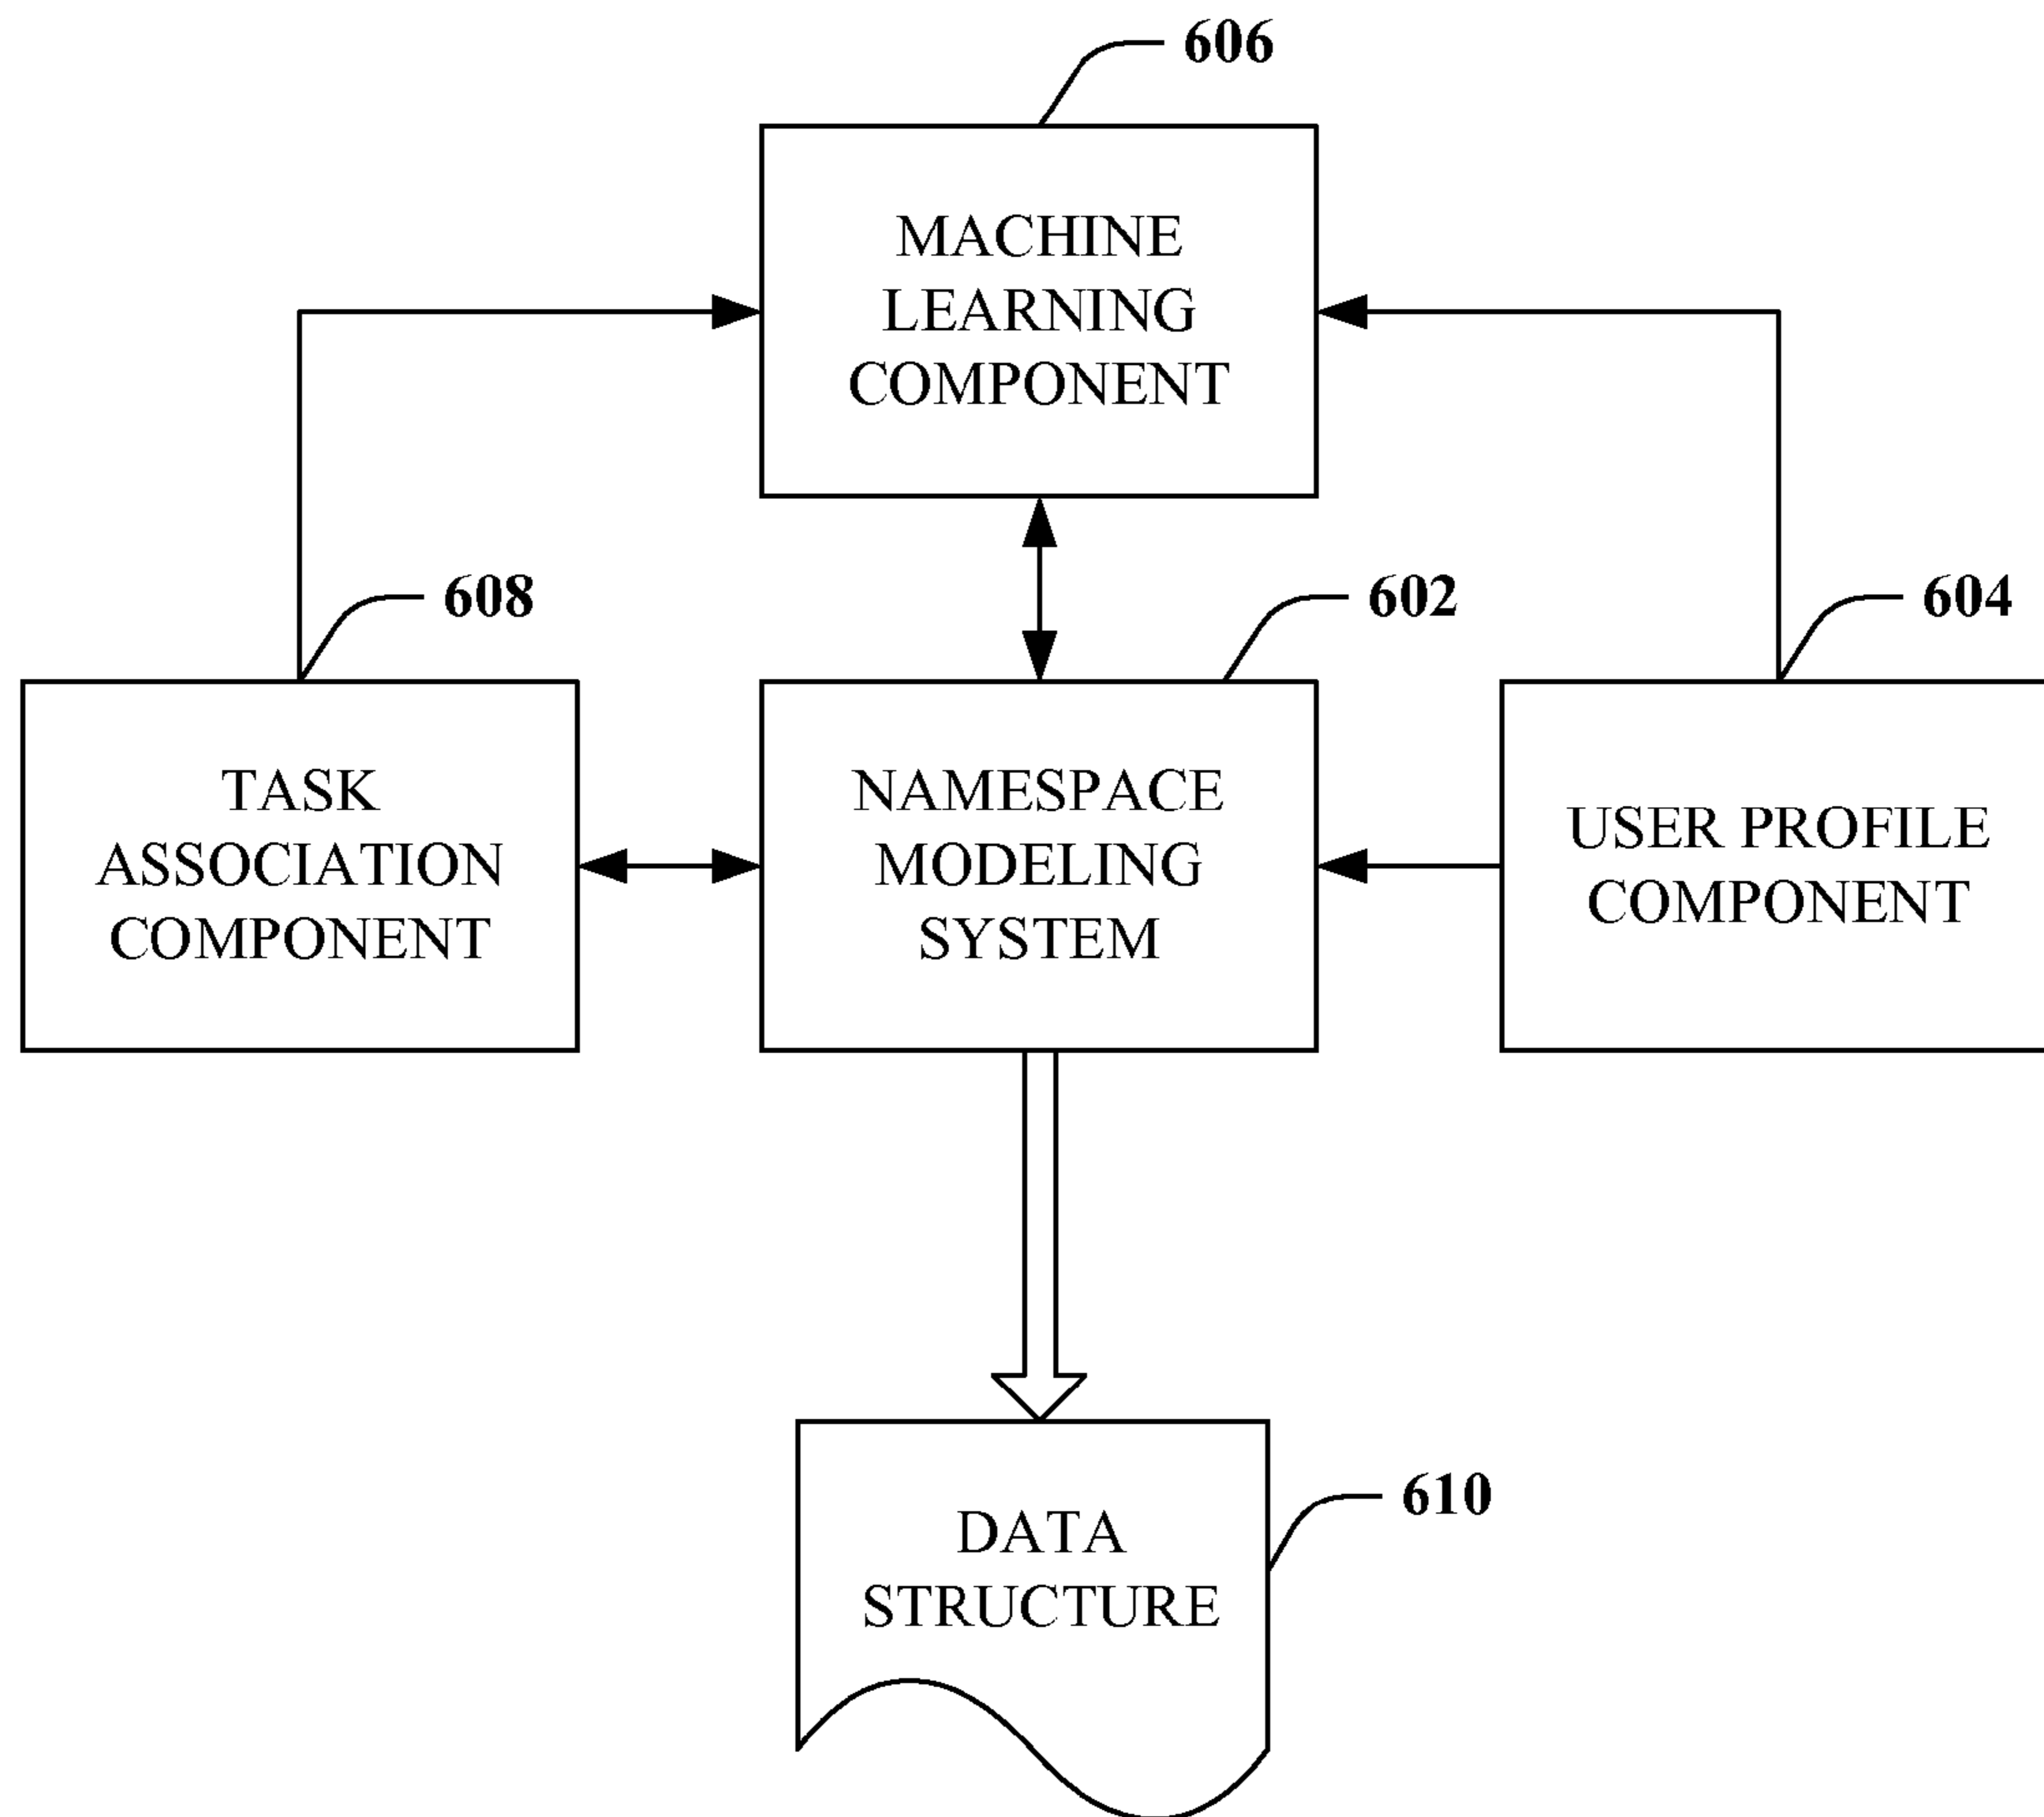 606
MACHINE
LEARNING
COMPONENT
608
602
604
TASK
ASSOCIATION
COMPONENT
NAMESPACE
MODELING
SYSTEM
USER PROFILE
COMPONENT
DATA
STRUCTURE
610